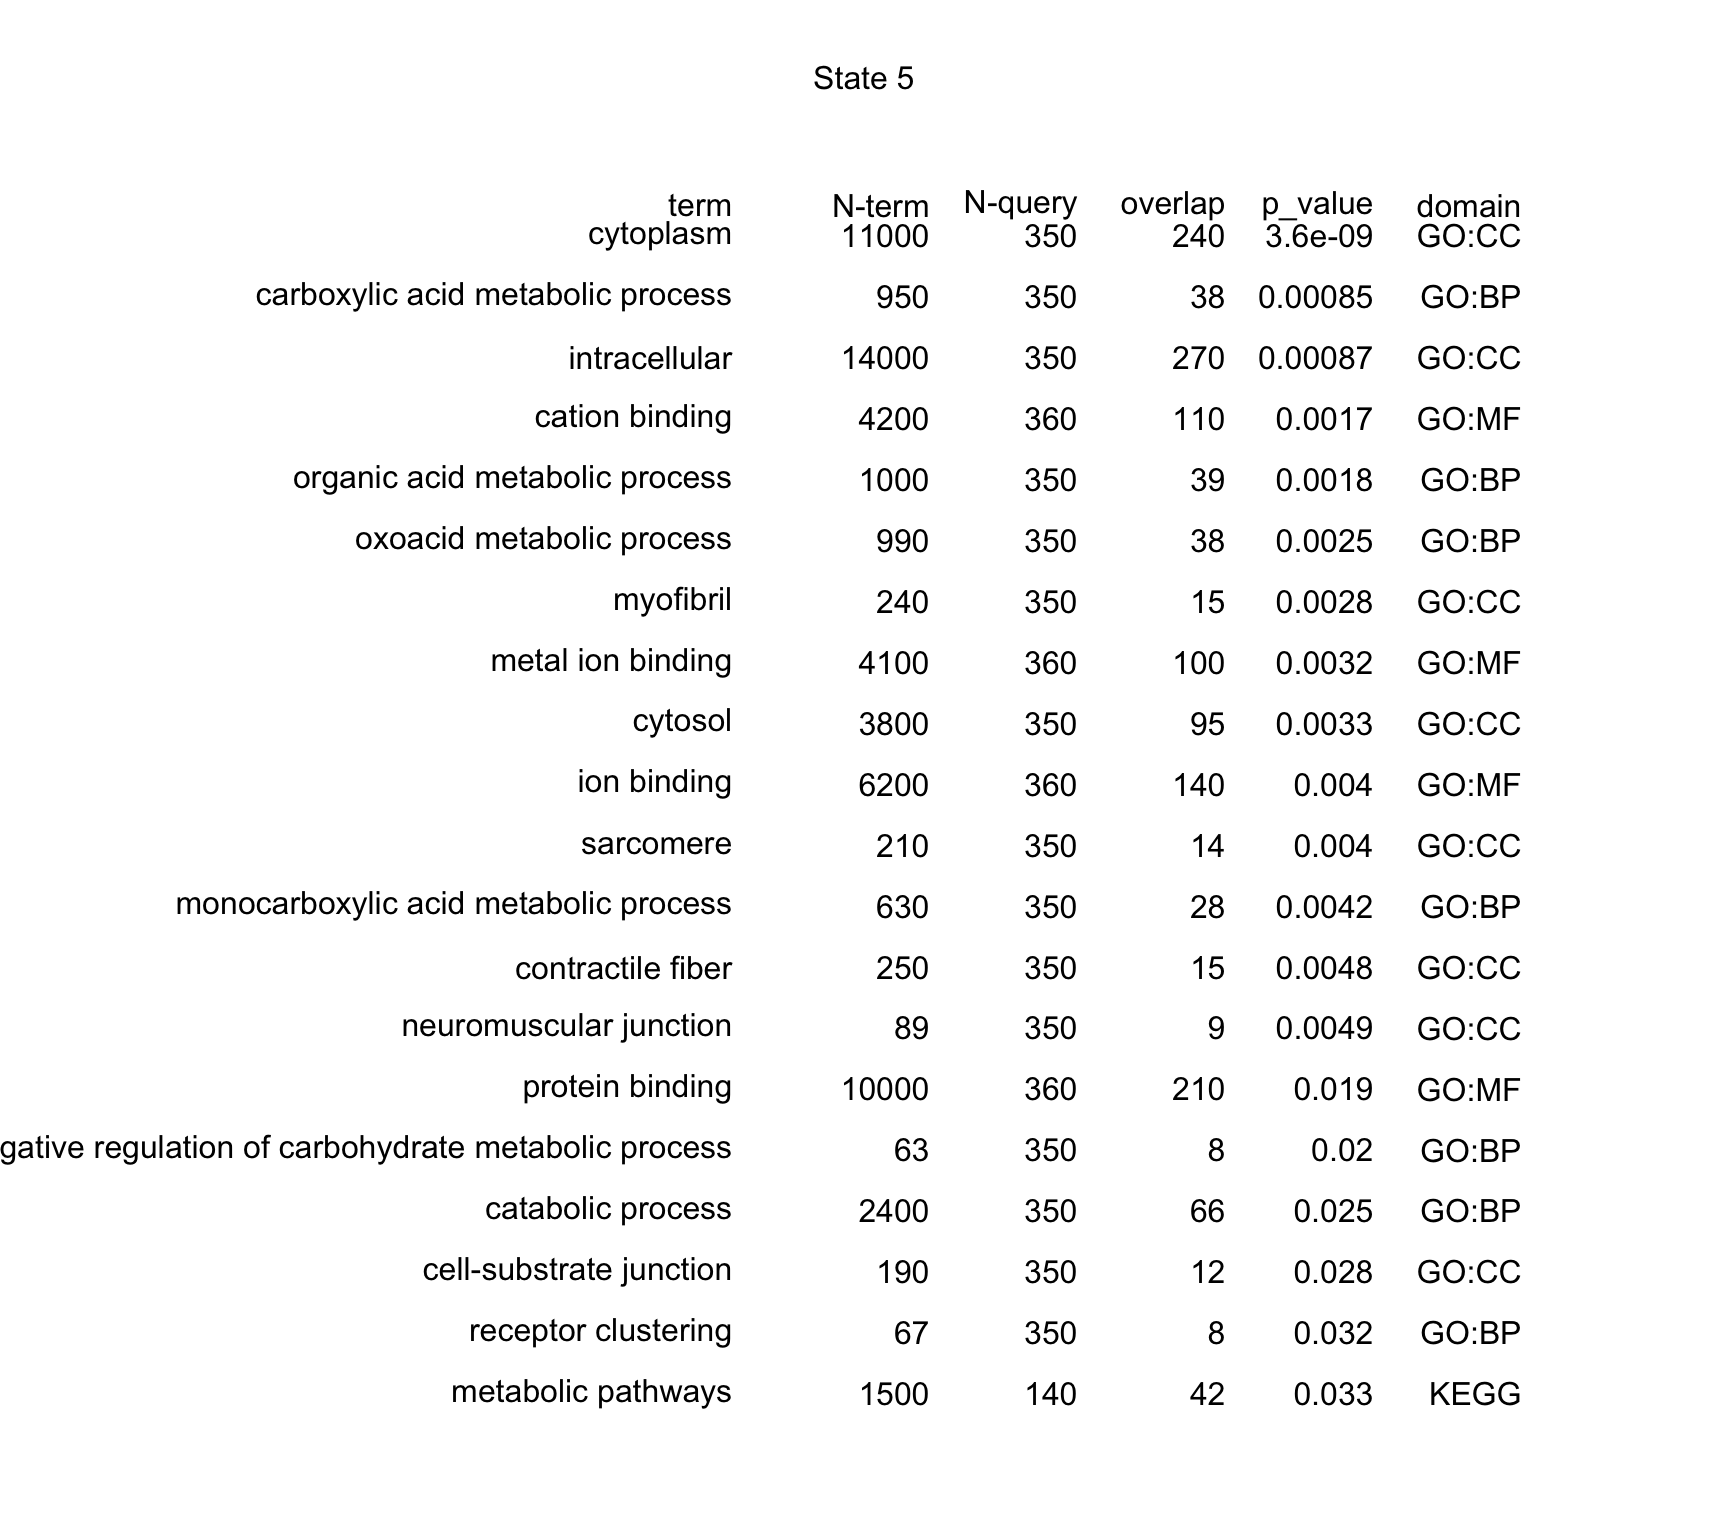 State 5
term N-term N-query overlap p_value domain
cytoplasm 11000 350 240 3.6e-09 GO:CC
carboxylic acid metabolic process 950 350 38 0.00085 GO:BP
intracellular 14000 350 270 0.00087 GO:CC
cation binding 4200 360 110 0.0017 GO:MF
organic acid metabolic process 1000 350 39 0.0018 GO:BP
oxoacid metabolic process 990 350 38 0.0025 GO:BP
myofibril 240 350 15 0.0028 GO:CC
metal ion binding 4100 360 100 0.0032 GO:MF
cytosol 3800 350 95 0.0033 GO:CC
ion binding 6200 360 140 0.004 GO:MF
sarcomere 210 350 14 0.004 GO:CC
monocarboxylic acid metabolic process 630 350 28 0.0042 GO:BP
contractile fiber 250 350 15 0.0048 GO:CC
neuromuscular junction 89 350 9 0.0049 GO:CC
protein binding 10000 360 210 0.019 GO:MF
gative regulation of carbohydrate metabolic process 63 350 8 0.02 GO:BP
catabolic process 2400 350 66 0.025 GO:BP
cell-substrate junction 190 350 12 0.028 GO:CC
receptor clustering 67 350 8 0.032 GO:BP
metabolic pathways 1500 140 42 0.033 KEGG